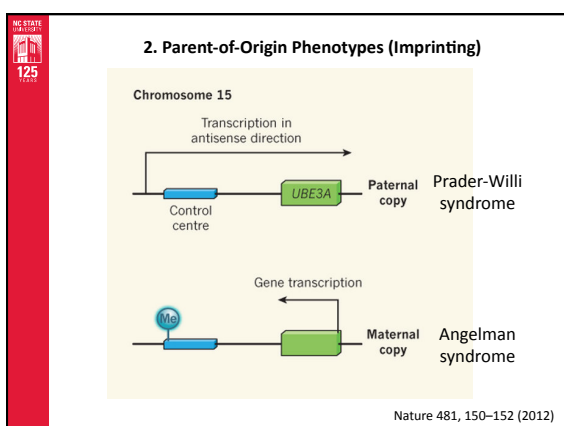 NC STATE
UNIVERSITY
125
YEARS
2. Parent-of-Origin Phenotypes (Imprinting)
Chromosome 15
Transcription in
antisense direction
UBE3A
Control
centre
Paternal
copy
Prader-Willi
syndrome
Gene transcription
Me
Maternal
copy
Angelman
syndrome
Nature 481, 150–152 (2012)